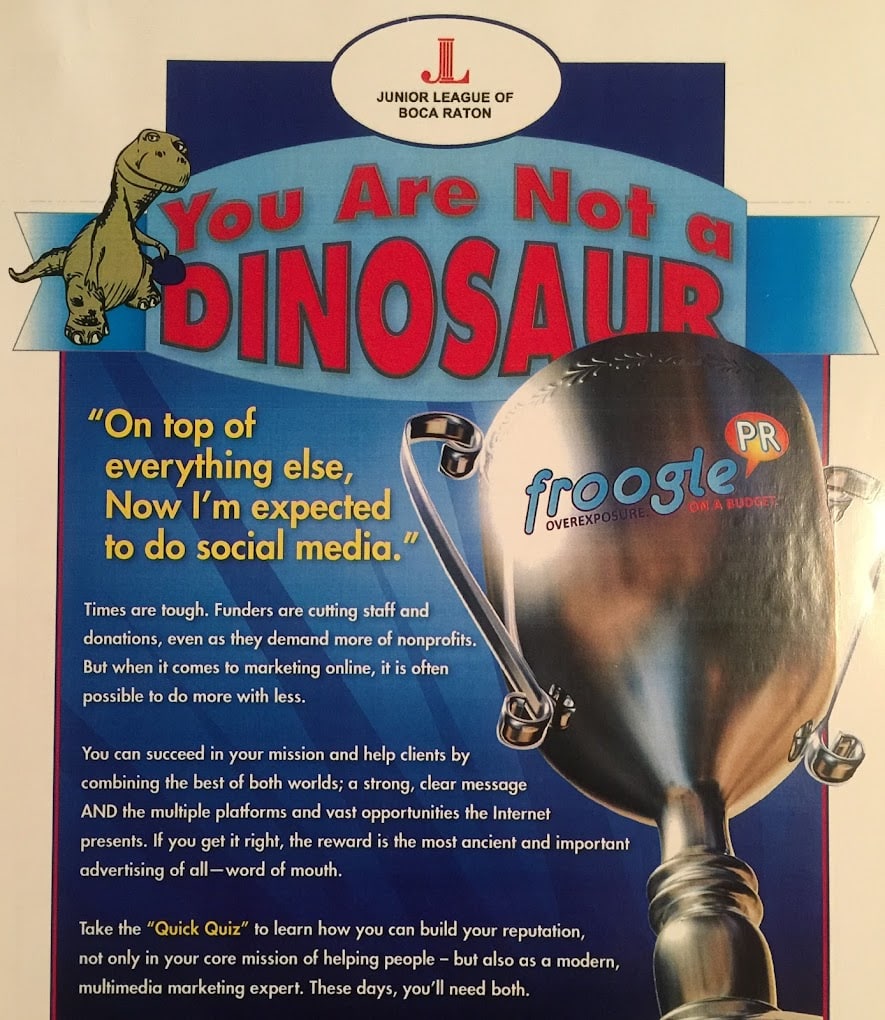 JL
JUNIOR LEAGUE OF
BOCA RATON
You Are Not a
DINOSAUR
“On top of
everything else,
Now I’m expected
to do social media.”
froogle PR
OVEREXPOSURE. ON A BUDGET.
Times are tough. Funders are cutting staff and
donations, even as they demand more of nonprofits.
But when it comes to marketing online, it is often
possible to do more with less.
You can succeed in your mission and help clients by
combining the best of both worlds; a strong, clear message
AND the multiple platforms and vast opportunities the Internet
presents. If you get it right, the reward is the most ancient and important
advertising of all—word of mouth.
Take the “Quick Quiz” to learn how you can build your reputation,
not only in your core mission of helping people – but also as a modern,
multimedia marketing expert. These days, you’ll need both.